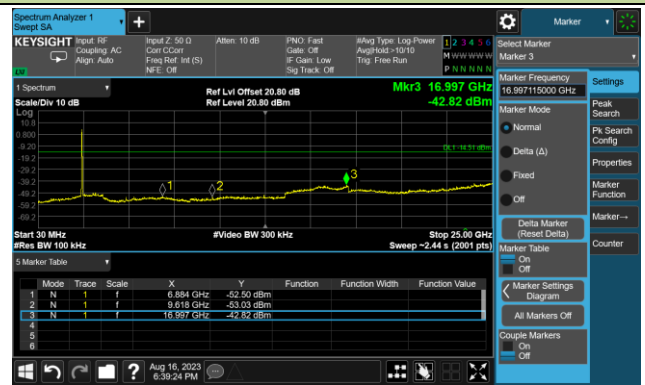 Spectrum Analyzer 1
Swept SA
+
Marker
KEYSIGHT
Input: RF
Coupling: AC
Align: Auto
Input Z: 50 Ω
Corr CCorr
Freq Ref: Int (S)
NFE: Off
Atten: 10 dB
PNO: Fast
Gate: Off
IF Gain: Low
Sig Track: Off
#Avg Type: Log-Power
Avg|Hold:>10/10
Trig: Free Run
1 2 3 4 5 6
M W W W W W
P N N N N N
LXI
1 Spectrum
Scale/Div 10 dB
Log
Ref Lvl Offset 20.80 dB
Ref Level 20.80 dBm
Mkr3 16.997 GHz
-42.82 dBm
10.8
0.800
-9.20
-19.2
-29.2
-39.2
-49.2
-59.2
-69.2
DL1 -14.51 dBm
1
2
3
Start 30 MHz
#Res BW 100 kHz
#Video BW 300 kHz
Stop 25.00 GHz
Sweep ~2.44 s (2001 pts)
5 Marker Table
Mode Trace Scale X Y Function Function Width Function Value
1 N 1 f 6.884 GHz -52.50 dBm
2 N 1 f 9.618 GHz -53.03 dBm
3 N 1 f 16.997 GHz -42.82 dBm
4
5
6
Select Marker
Marker 3
Marker Frequency
16.997115000 GHz
Marker Mode
Normal
Delta (Δ)
Fixed
Off
Delta Marker
(Reset Delta)
Marker Table
On
Off
Marker Settings
Diagram
All Markers Off
Couple Markers
On
Off
Settings
Peak
Search
Pk Search
Config
Properties
Marker
Function
Marker→
Counter
?
Aug 16, 2023
6:39:24 PM